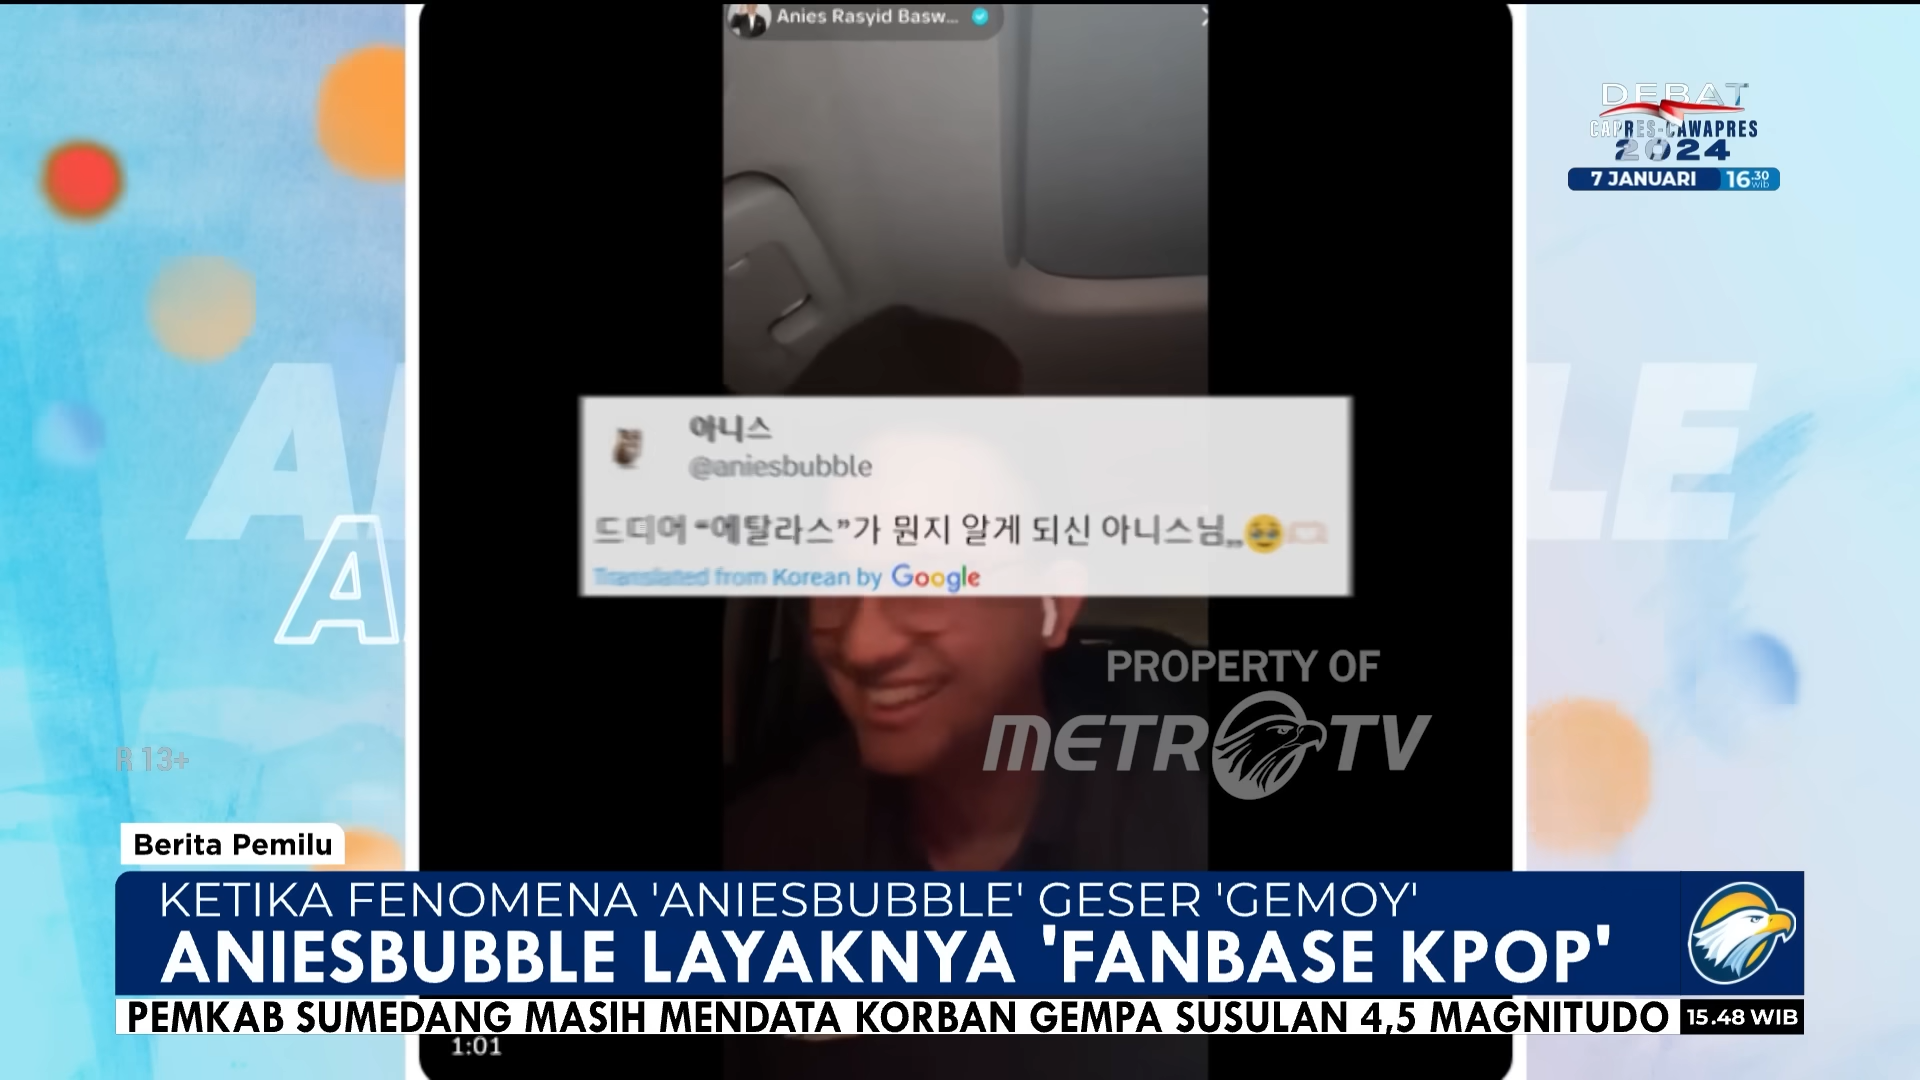 Anies Rasyid Basw...
DEBAT
CAPRES-CAWAPRES
2024
7 JANUARI 16.30 wib
아니스
@aniesbubble
드디어 “에탈라스”가 뭔지 알게 되신 아니스님,,🥹🫶🏻
Translated from Korean by Google
PROPERTY OF
METRO TV
R 13+
Berita Pemilu
KETIKA FENOMENA 'ANIESBUBBLE' GESER 'GEMOY'
ANIESBUBBLE LAYAKNYA 'FANBASE KPOP'
PEMKAB SUMEDANG MASIH MENDATA KORBAN GEMPA SUSULAN 4,5 MAGNITUDO 15.48 WIB
1:01